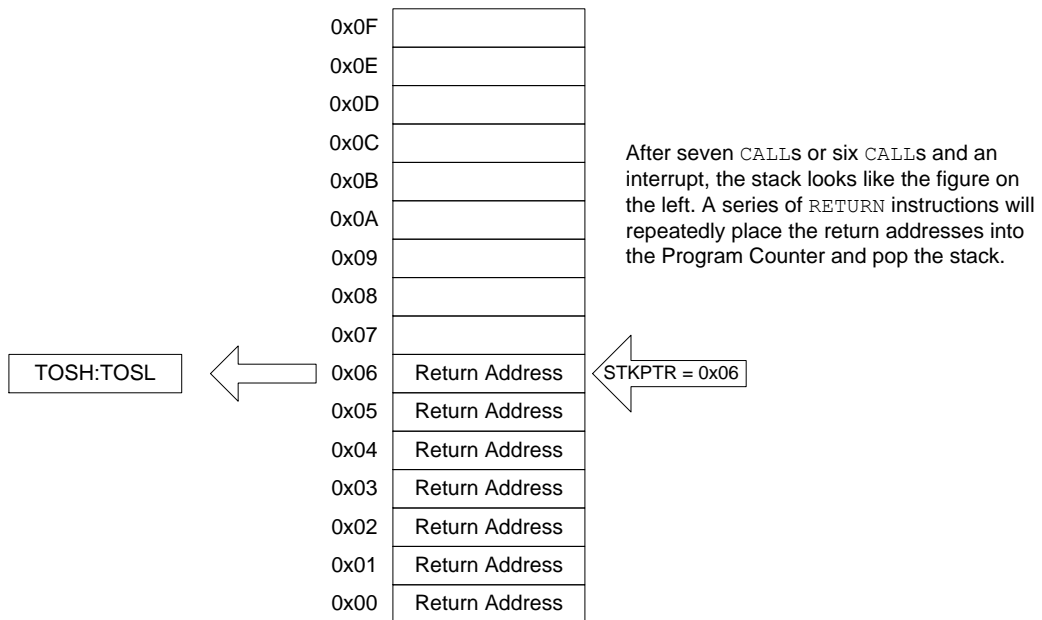 0x0F
0x0E
0x0D
0x0C
0x0B
0x0A
0x09
0x08
0x07
After seven CALLs or six CALLs and an
interrupt, the stack looks like the figure on
the left. A series of RETURN instructions will
repeatedly place the return addresses into
the Program Counter and pop the stack.
TOSH:TOSL
0x06 Return Address
STKPTR = 0x06
0x05 Return Address
0x04 Return Address
0x03 Return Address
0x02 Return Address
0x01 Return Address
0x00 Return Address